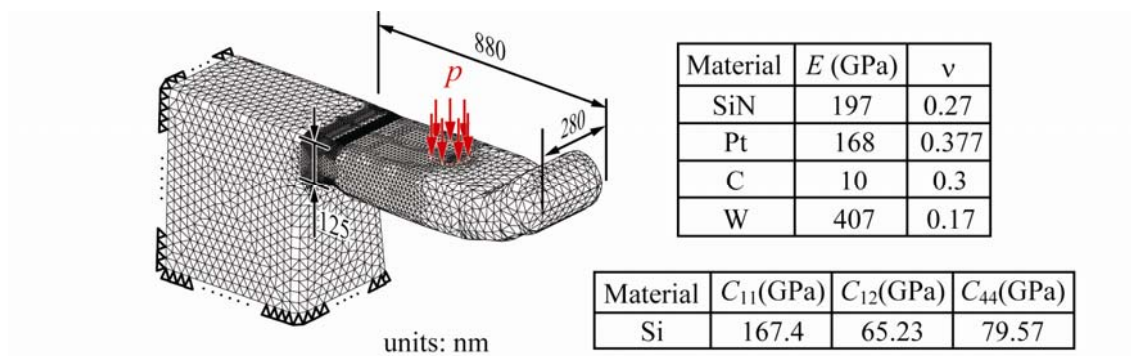 880
p
280
125
units: nm
Material E (GPa) ν
SiN 197 0.27
Pt 168 0.377
C 10 0.3
W 407 0.17
Material C11(GPa) C12(GPa) C44(GPa)
Si 167.4 65.23 79.57